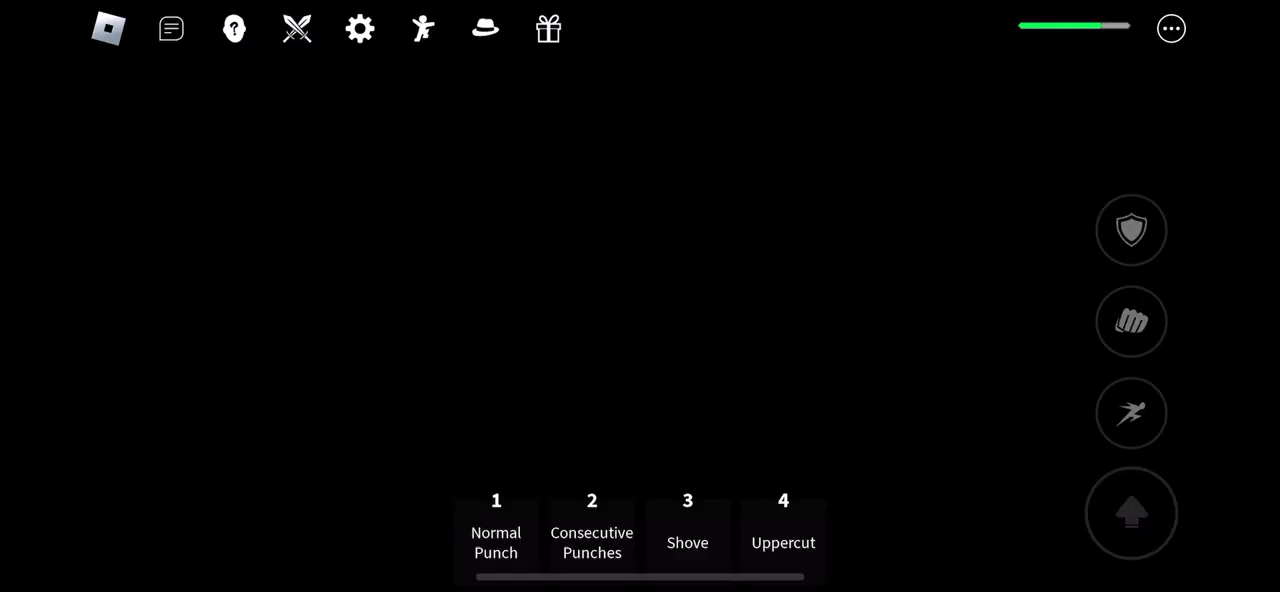 ?
1
Normal
Punch
2
Consecutive
Punches
3
Shove
4
Uppercut